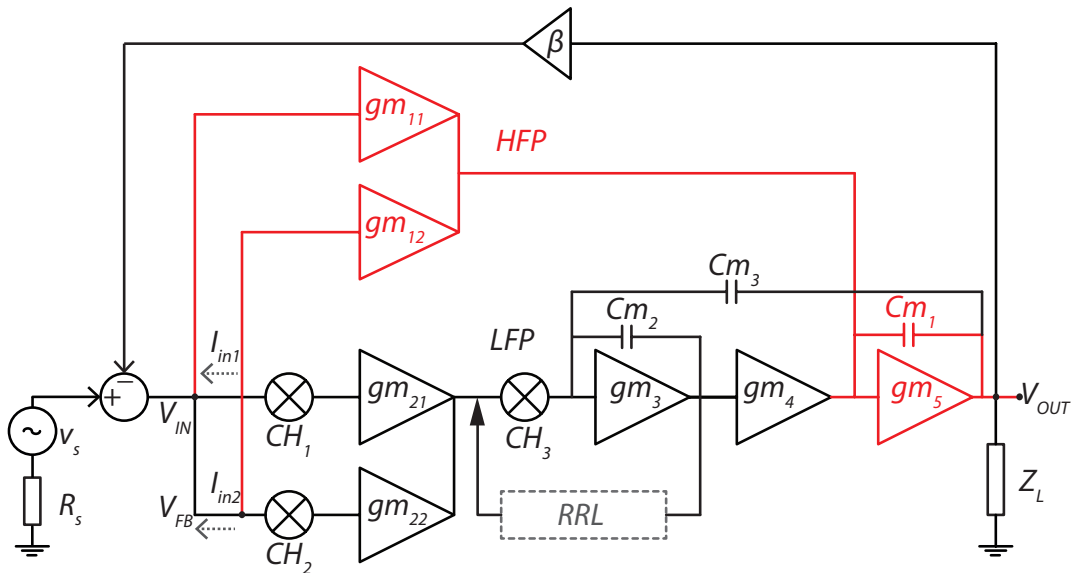 β
gm11
HFP
gm12
Cm3
Cm2
Cm1
Iin1
LFP
+
−
VIN
CH1
gm21
CH3
gm3
gm4
gm5
VOUT
~
vs
Rs
VFB
Iin2
CH2
gm22
RRL
ZL